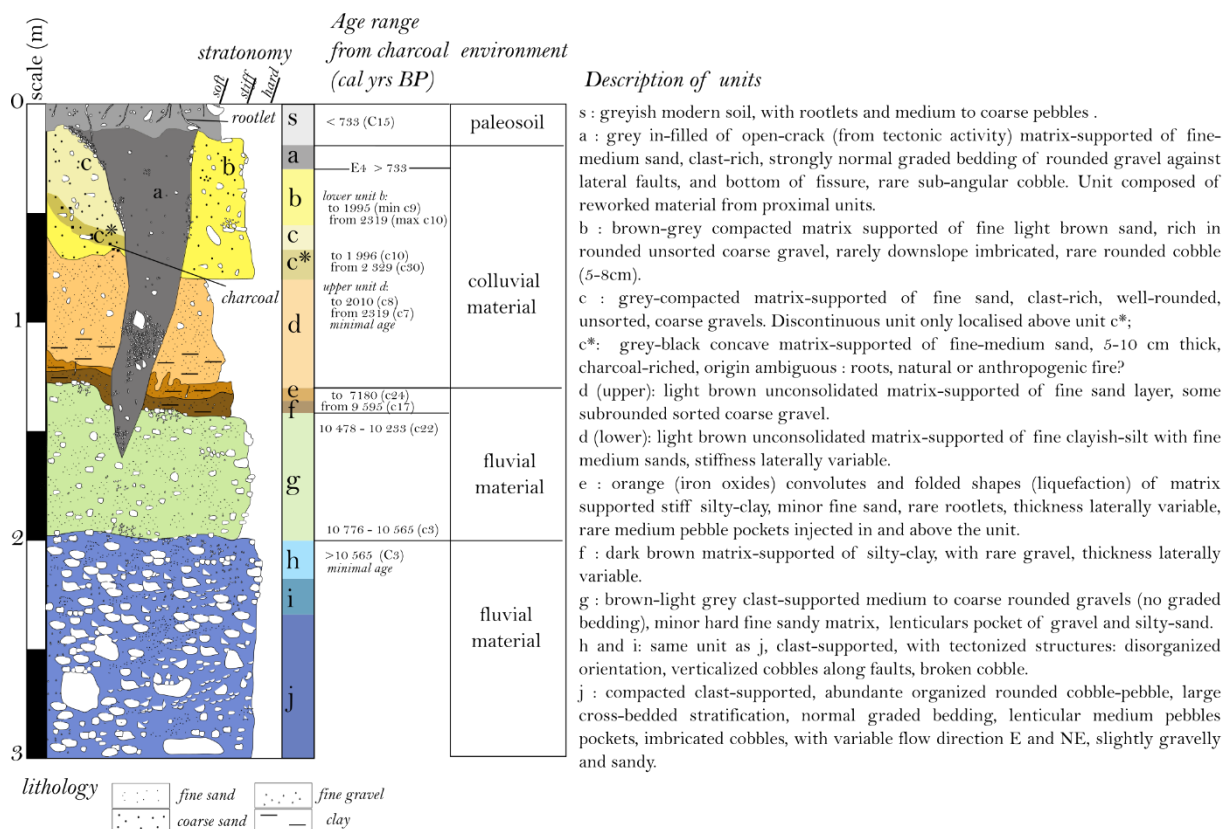 Age range
stratonomy from charcoal environment
(cal yrs BP)
scale (m)
soft
stiff
hard
Description of units
0
rootlet
s
< 733 (C15)
paleosoil
a
E4 > 733
c
b
a
c*
charcoal
b
lower unit b:
to 1995 (min c9)
from 2319 (max c10)
c
c*
to 1 996 (c10)
from 2 329 (c30)
upper unit d:
to 2010 (c8)
from 2319 (c7)
minimal age
colluvial
material
1
d
e
to 7180 (c24)
from 9 595 (c17)
f
10 478 - 10 233 (c22)
g
fluvial
material
10 776 - 10 565 (c3)
2
h
>10 565 (C3)
minimal age
i
fluvial
material
j
3
s : greyish modern soil, with rootlets and medium to coarse pebbles .
a : grey in-filled of open-crack (from tectonic activity) matrix-supported of fine-
medium sand, clast-rich, strongly normal graded bedding of rounded gravel against
lateral faults, and bottom of fissure, rare sub-angular cobble. Unit composed of
reworked material from proximal units.
b : brown-grey compacted matrix supported of fine light brown sand, rich in
rounded unsorted coarse gravel, rarely downslope imbricated, rare rounded cobble
(5-8cm).
c : grey-compacted matrix-supported of fine sand, clast-rich, well-rounded,
unsorted, coarse gravels. Discontinuous unit only localised above unit c*;
c*: grey-black concave matrix-supported of fine-medium sand, 5-10 cm thick,
charcoal-riched, origin ambiguous : roots, natural or anthropogenic fire?
d (upper): light brown unconsolidated matrix-supported of fine sand layer, some
subrounded sorted coarse gravel.
d (lower): light brown unconsolidated matrix-supported of fine clayish-silt with fine
medium sands, stiffness laterally variable.
e : orange (iron oxides) convolutes and folded shapes (liquefaction) of matrix
supported stiff silty-clay, minor fine sand, rare rootlets, thickness laterally variable,
rare medium pebble pockets injected in and above the unit.
f : dark brown matrix-supported of silty-clay, with rare gravel, thickness laterally
variable.
g : brown-light grey clast-supported medium to coarse rounded gravels (no graded
bedding), minor hard fine sandy matrix, lenticulars pocket of gravel and silty-sand.
h and i: same unit as j, clast-supported, with tectonized structures: disorganized
orientation, verticalized cobbles along faults, broken cobble.
j : compacted clast-supported, abundante organized rounded cobble-pebble, large
cross-bedded stratification, normal graded bedding, lenticular medium pebbles
pockets, imbricated cobbles, with variable flow direction E and NE, slightly gravelly
and sandy.
lithology
fine sand
fine gravel
coarse sand
clay